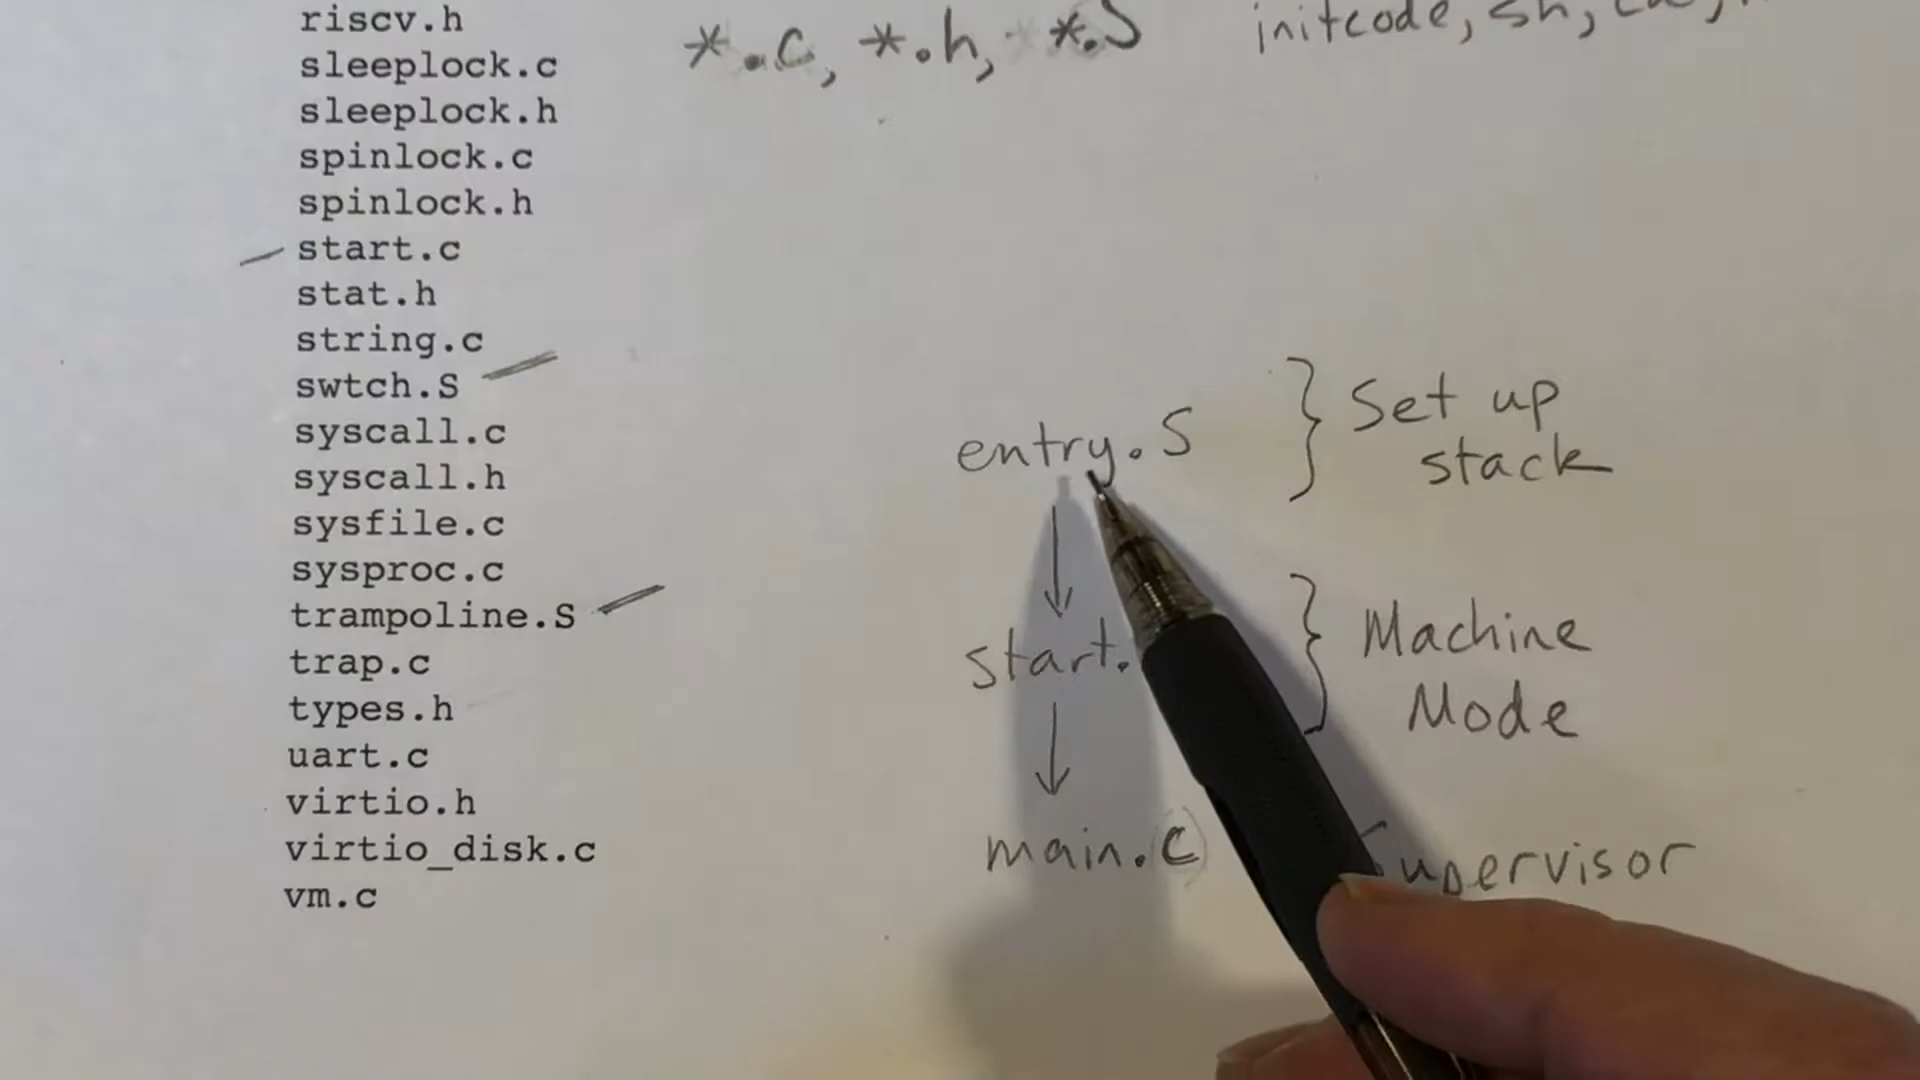 riscv.h
sleeplock.c
sleeplock.h
spinlock.c
spinlock.h
start.c
stat.h
string.c
swtch.S
syscall.c
syscall.h
sysfile.c
sysproc.c
trampoline.S
trap.c
types.h
uart.c
virtio.h
virtio_disk.c
vm.c
*.c, *.h, *.S
initcode, sh,
entry.S } Set up
stack
start. } Machine
Mode
main.c Supervisor